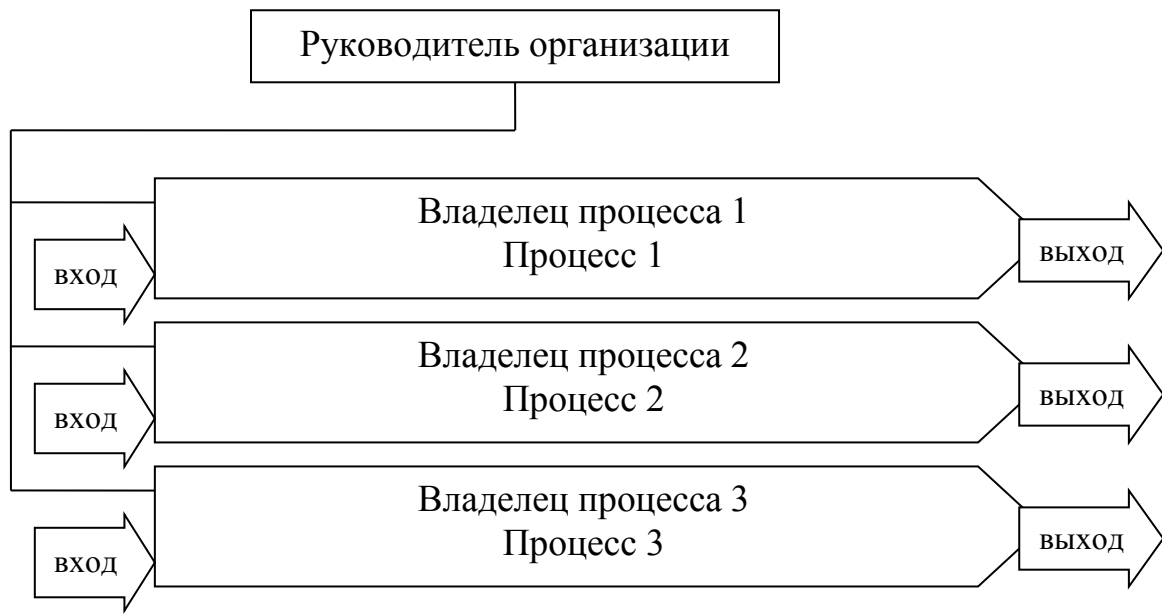 Руководитель организации
Владелец процесса 1
Процесс 1
вход
выход
Владелец процесса 2
Процесс 2
вход
выход
Владелец процесса 3
Процесс 3
вход
выход